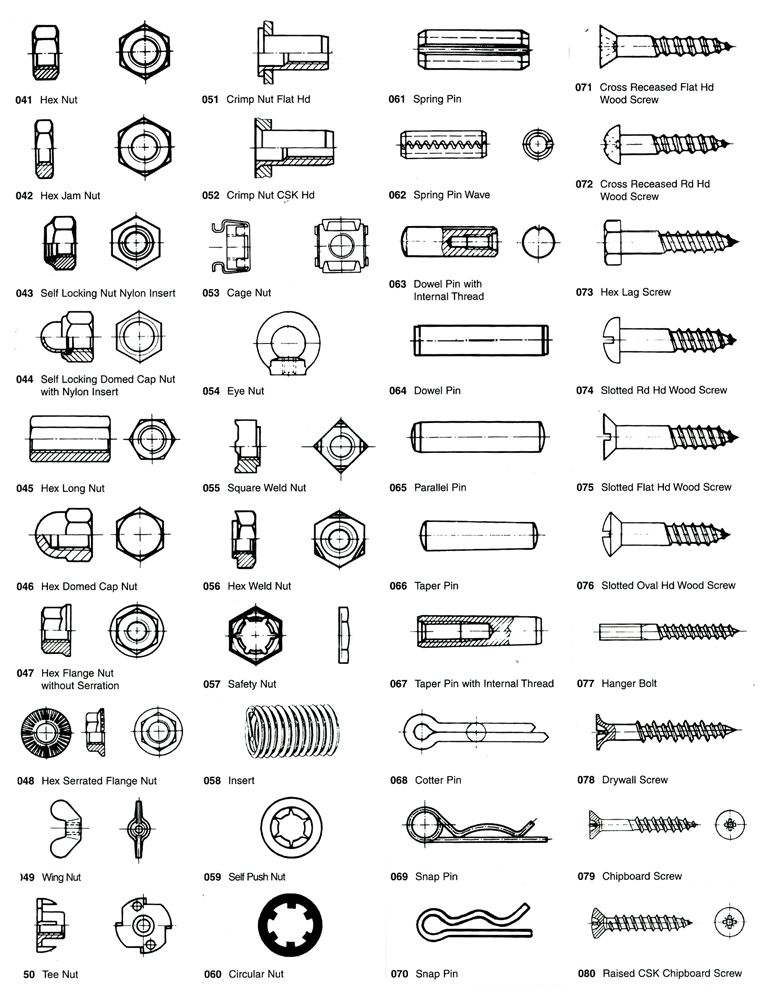 041 Hex Nut
042 Hex Jam Nut
043 Self Locking Nut Nylon Insert
044 Self Locking Domed Cap Nut
with Nylon Insert
045 Hex Long Nut
046 Hex Domed Cap Nut
047 Hex Flange Nut
without Serration
048 Hex Serrated Flange Nut
049 Wing Nut
50 Tee Nut
051 Crimp Nut Flat Hd
052 Crimp Nut CSK Hd
053 Cage Nut
054 Eye Nut
055 Square Weld Nut
056 Hex Weld Nut
057 Safety Nut
058 Insert
059 Self Push Nut
060 Circular Nut
061 Spring Pin
062 Spring Pin Wave
063 Dowel Pin with
Internal Thread
064 Dowel Pin
065 Parallel Pin
066 Taper Pin
067 Taper Pin with Internal Thread
068 Cotter Pin
069 Snap Pin
070 Snap Pin
071 Cross Receased Flat Hd
Wood Screw
072 Cross Receased Rd Hd
Wood Screw
073 Hex Lag Screw
074 Slotted Rd Hd Wood Screw
075 Slotted Flat Hd Wood Screw
076 Slotted Oval Hd Wood Screw
077 Hanger Bolt
078 Drywall Screw
079 Chipboard Screw
080 Raised CSK Chipboard Screw